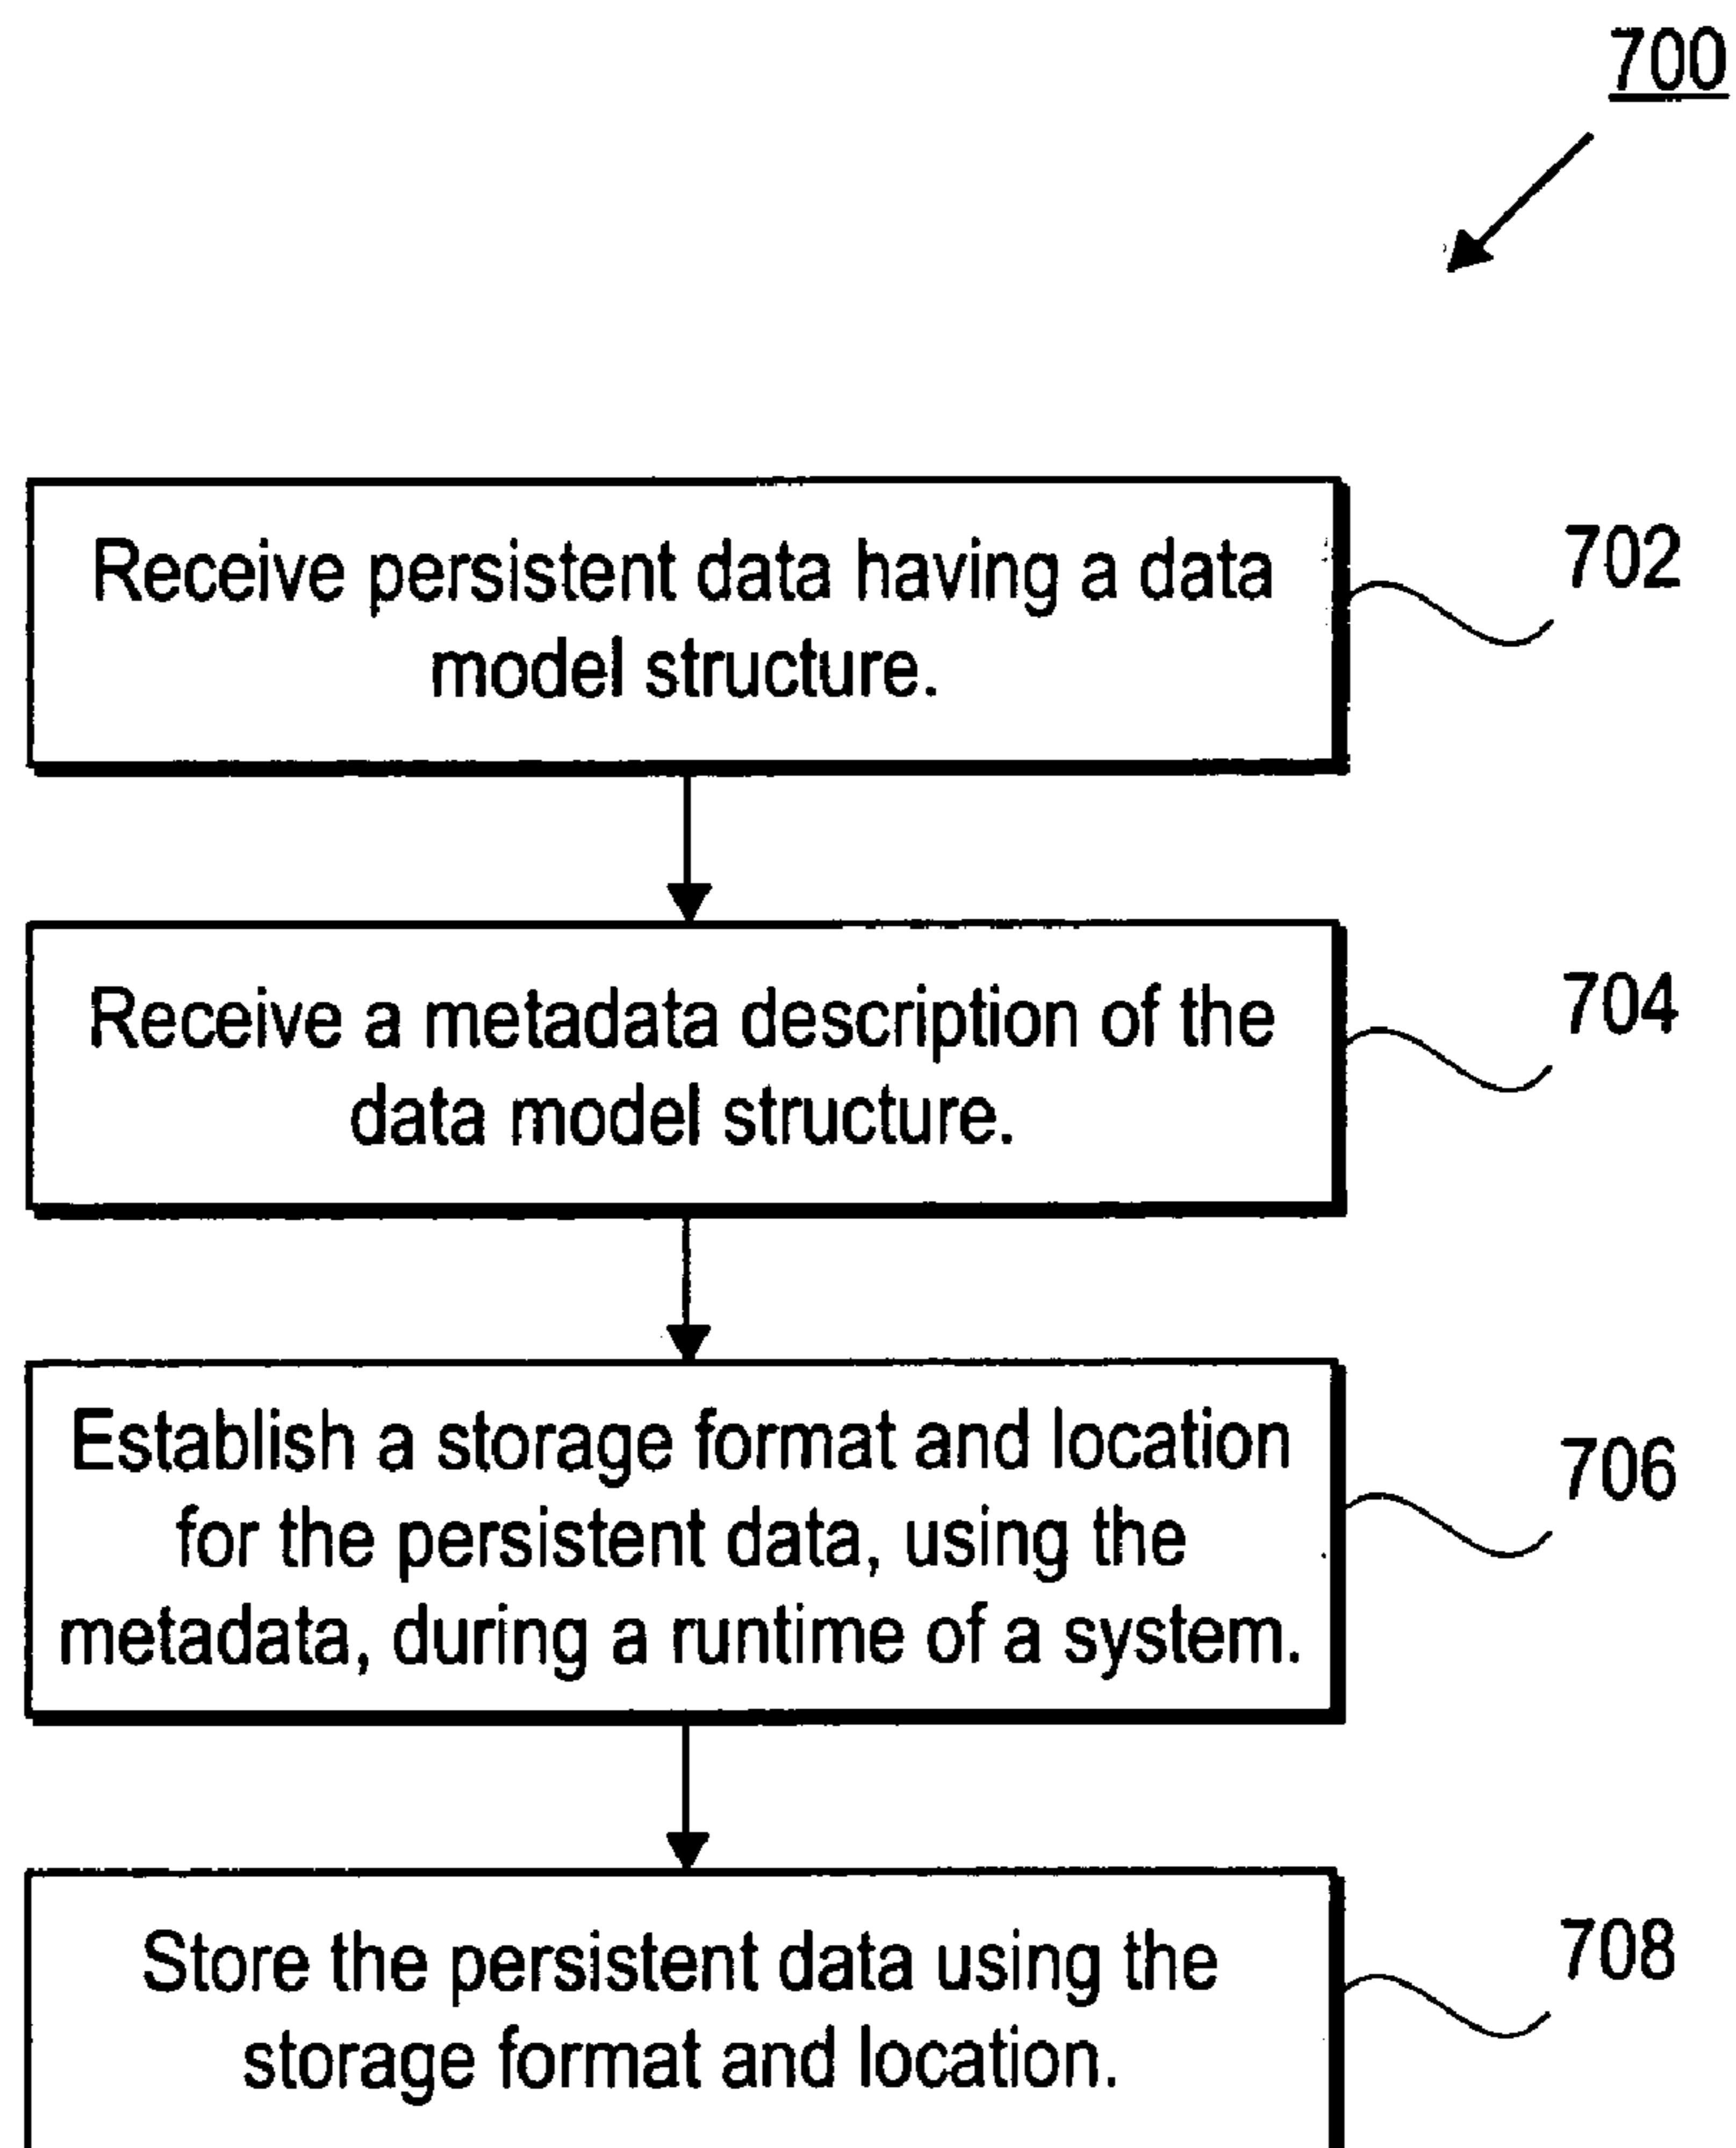 700
Receive persistent data having a data
model structure.
702
Receive a metadata description of the
data model structure.
704
Establish a storage format and location
for the persistent data, using the
metadata, during a runtime of a system.
706
Store the persistent data using the
storage format and location.
708